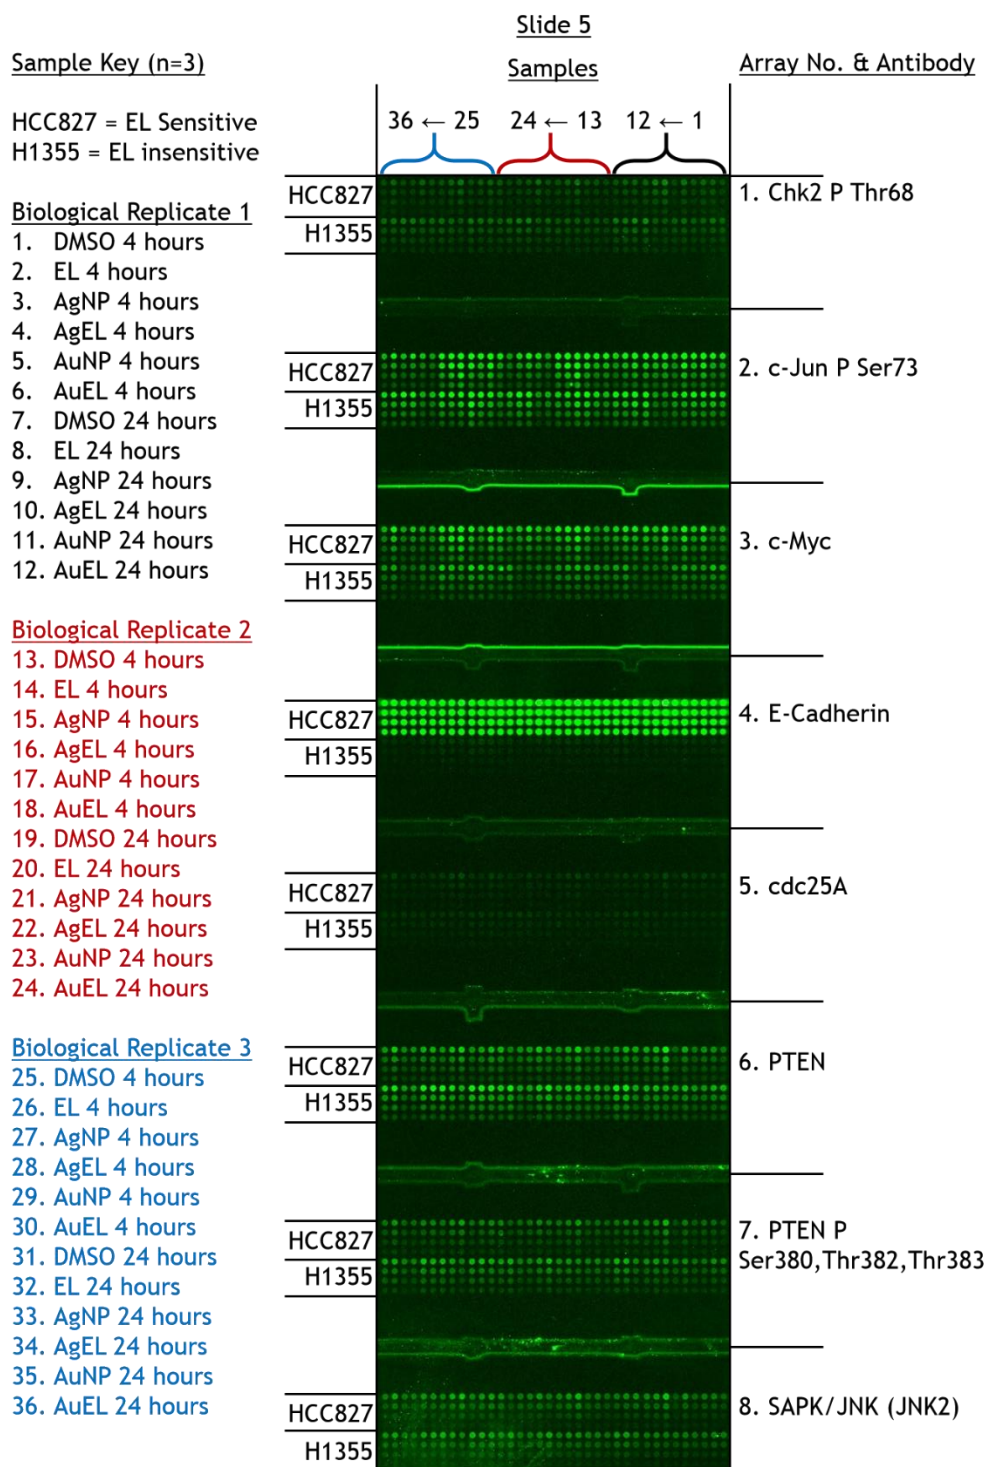 Slide 5
Sample Key (n=3)
Samples
Array No. & Antibody
HCC827 = EL Sensitive
H1355 = EL insensitive
36 ← 25
24 ← 13
12 ← 1
Biological Replicate 1
1. DMSO 4 hours
2. EL 4 hours
3. AgNP 4 hours
4. AgEL 4 hours
5. AuNP 4 hours
6. AuEL 4 hours
7. DMSO 24 hours
8. EL 24 hours
9. AgNP 24 hours
10. AgEL 24 hours
11. AuNP 24 hours
12. AuEL 24 hours
Biological Replicate 2
13. DMSO 4 hours
14. EL 4 hours
15. AgNP 4 hours
16. AgEL 4 hours
17. AuNP 4 hours
18. AuEL 4 hours
19. DMSO 24 hours
20. EL 24 hours
21. AgNP 24 hours
22. AgEL 24 hours
23. AuNP 24 hours
24. AuEL 24 hours
Biological Replicate 3
25. DMSO 4 hours
26. EL 4 hours
27. AgNP 4 hours
28. AgEL 4 hours
29. AuNP 4 hours
30. AuEL 4 hours
31. DMSO 24 hours
32. EL 24 hours
33. AgNP 24 hours
34. AgEL 24 hours
35. AuNP 24 hours
36. AuEL 24 hours
HCC827
H1355
HCC827
H1355
HCC827
H1355
HCC827
H1355
HCC827
H1355
HCC827
H1355
HCC827
H1355
HCC827
H1355
1. Chk2 P Thr68
2. c-Jun P Ser73
3. c-Myc
4. E-Cadherin
5. cdc25A
6. PTEN
7. PTEN P
Ser380,Thr382,Thr383
8. SAPK/JNK (JNK2)